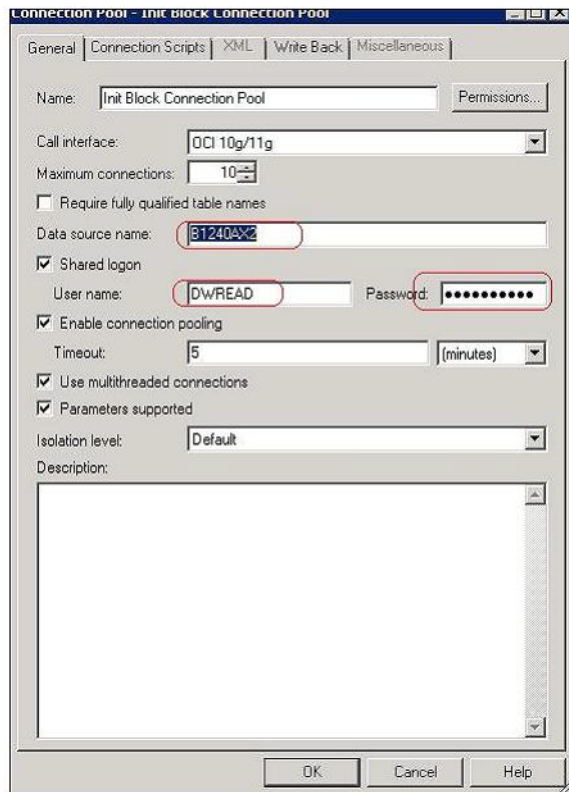 Connection Pool - Init Block Connection Pool
General Connection Scripts XML Write Back Miscellaneous
Name: Init Block Connection Pool Permissions...
Call interface: OCI 10g/11g
Maximum connections: 10
Require fully qualified table names
Data source name: B1240AX2
Shared logon
User name: DWREAD Password: ●●●●●●●●●●
Enable connection pooling
Timeout: 5 (minutes)
Use multithreaded connections
Parameters supported
Isolation level: Default
Description:
OK Cancel Help